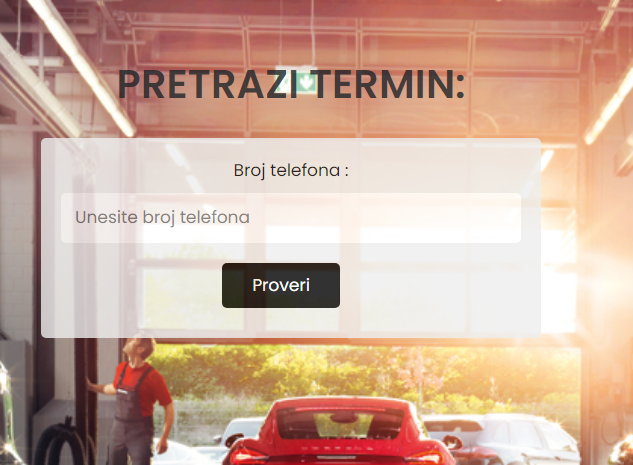 PRETRAZI TERMIN:
Broj telefona :
Unesite broj telefona
Proveri